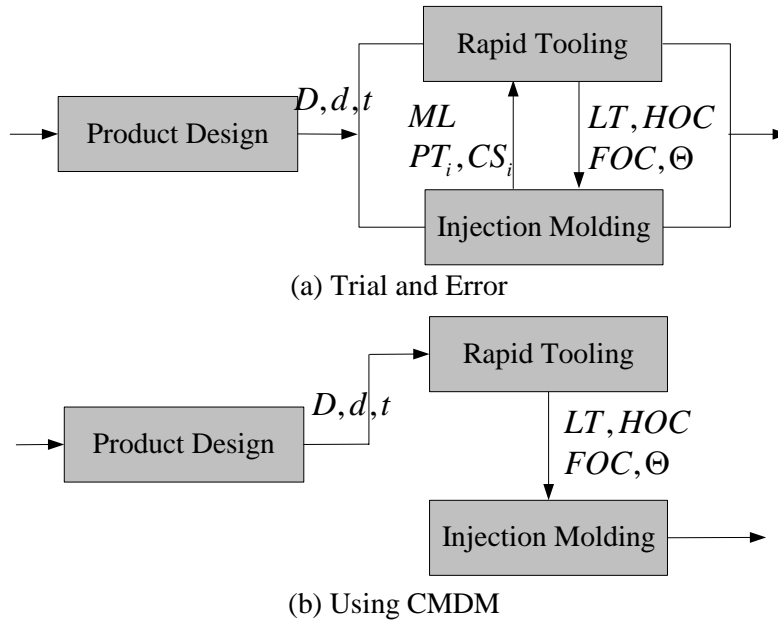 Rapid Tooling
D, d, t
Product Design
ML
PT_i, CS_i
LT, HOC
FOC, Θ
Injection Molding
(a) Trial and Error
Rapid Tooling
D, d, t
Product Design
LT, HOC
FOC, Θ
Injection Molding
(b) Using CMDM